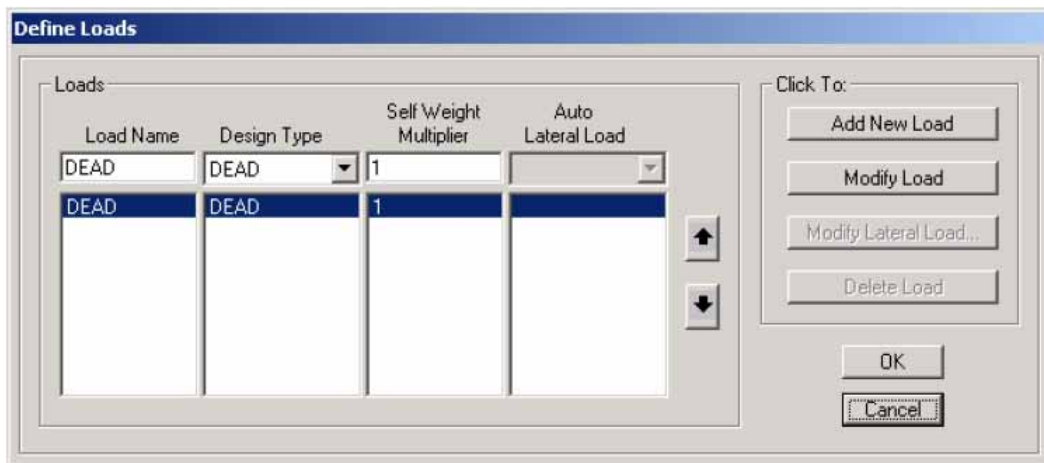 Define Loads
Loads
Click To:
Load Name
Design Type
Self Weight
Multiplier
Auto
Lateral Load
DEAD
DEAD
1
DEAD
DEAD
1
Add New Load
Modify Load
Modify Lateral Load...
Delete Load
OK
Cancel